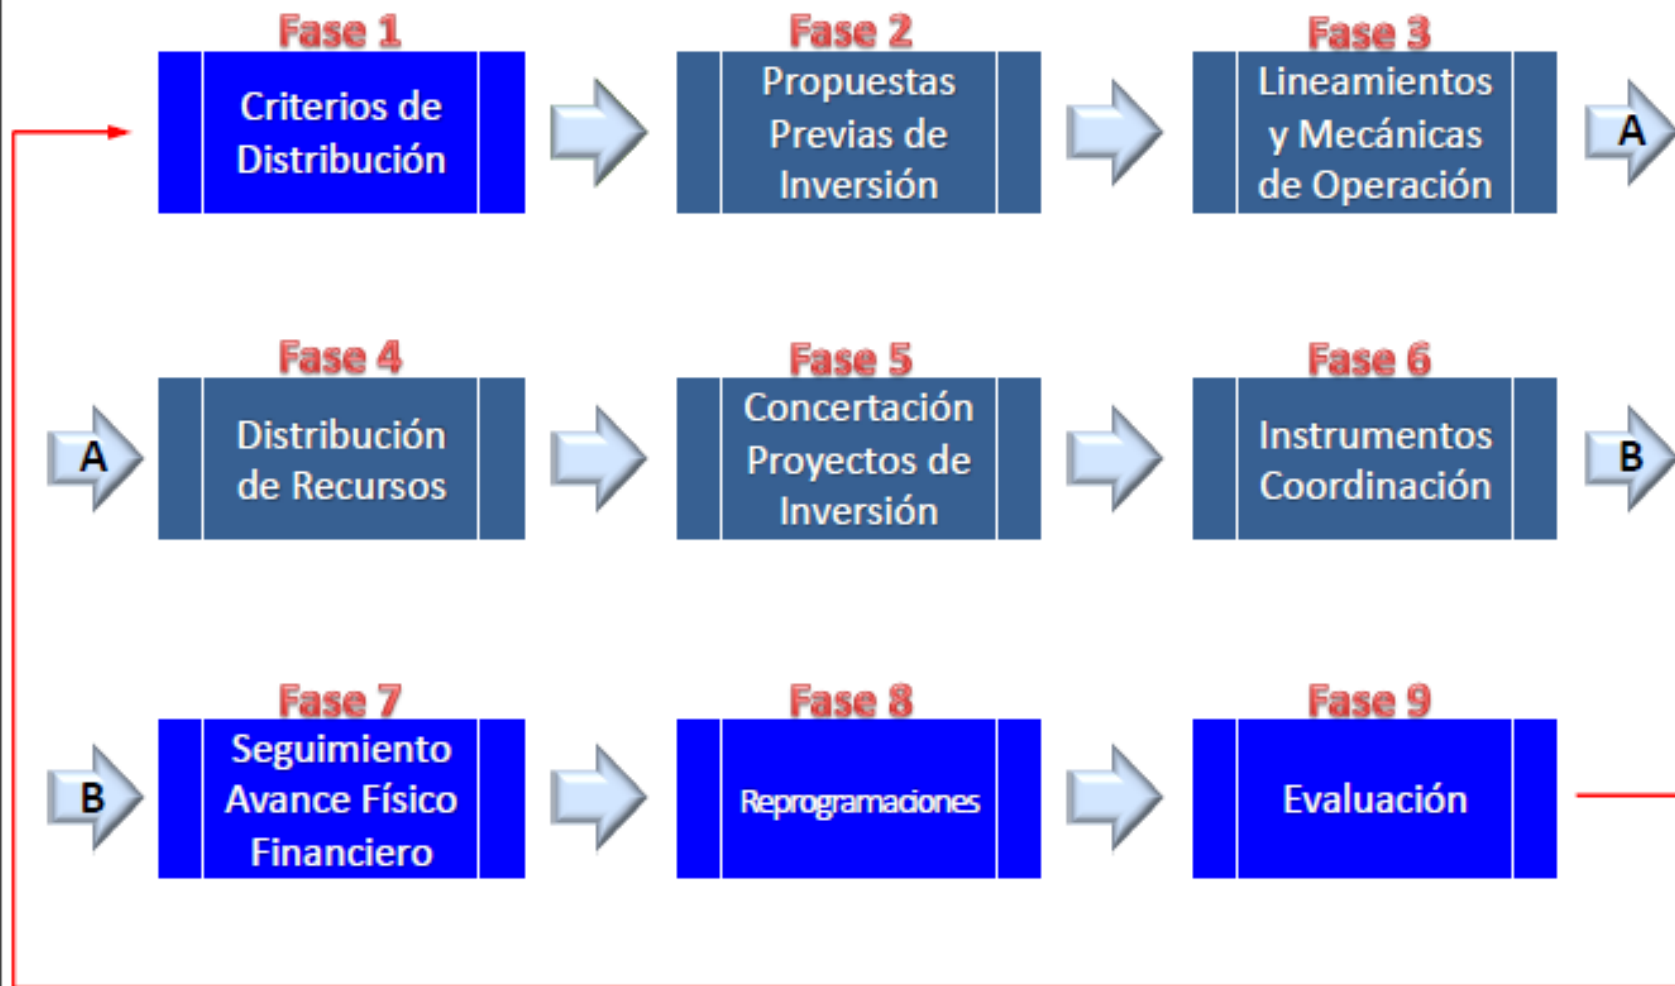 Fase 1
Criterios de
Distribución
Fase 2
Propuestas
Previas de
Inversión
Fase 3
Lineamientos
y Mecánicas
de Operación
A
A
Fase 4
Distribución
de Recursos
Fase 5
Concertación
Proyectos de
Inversión
Fase 6
Instrumentos
Coordinación
B
B
Fase 7
Seguimiento
Avance Físico
Financiero
Fase 8
Reprogramaciones
Fase 9
Evaluación